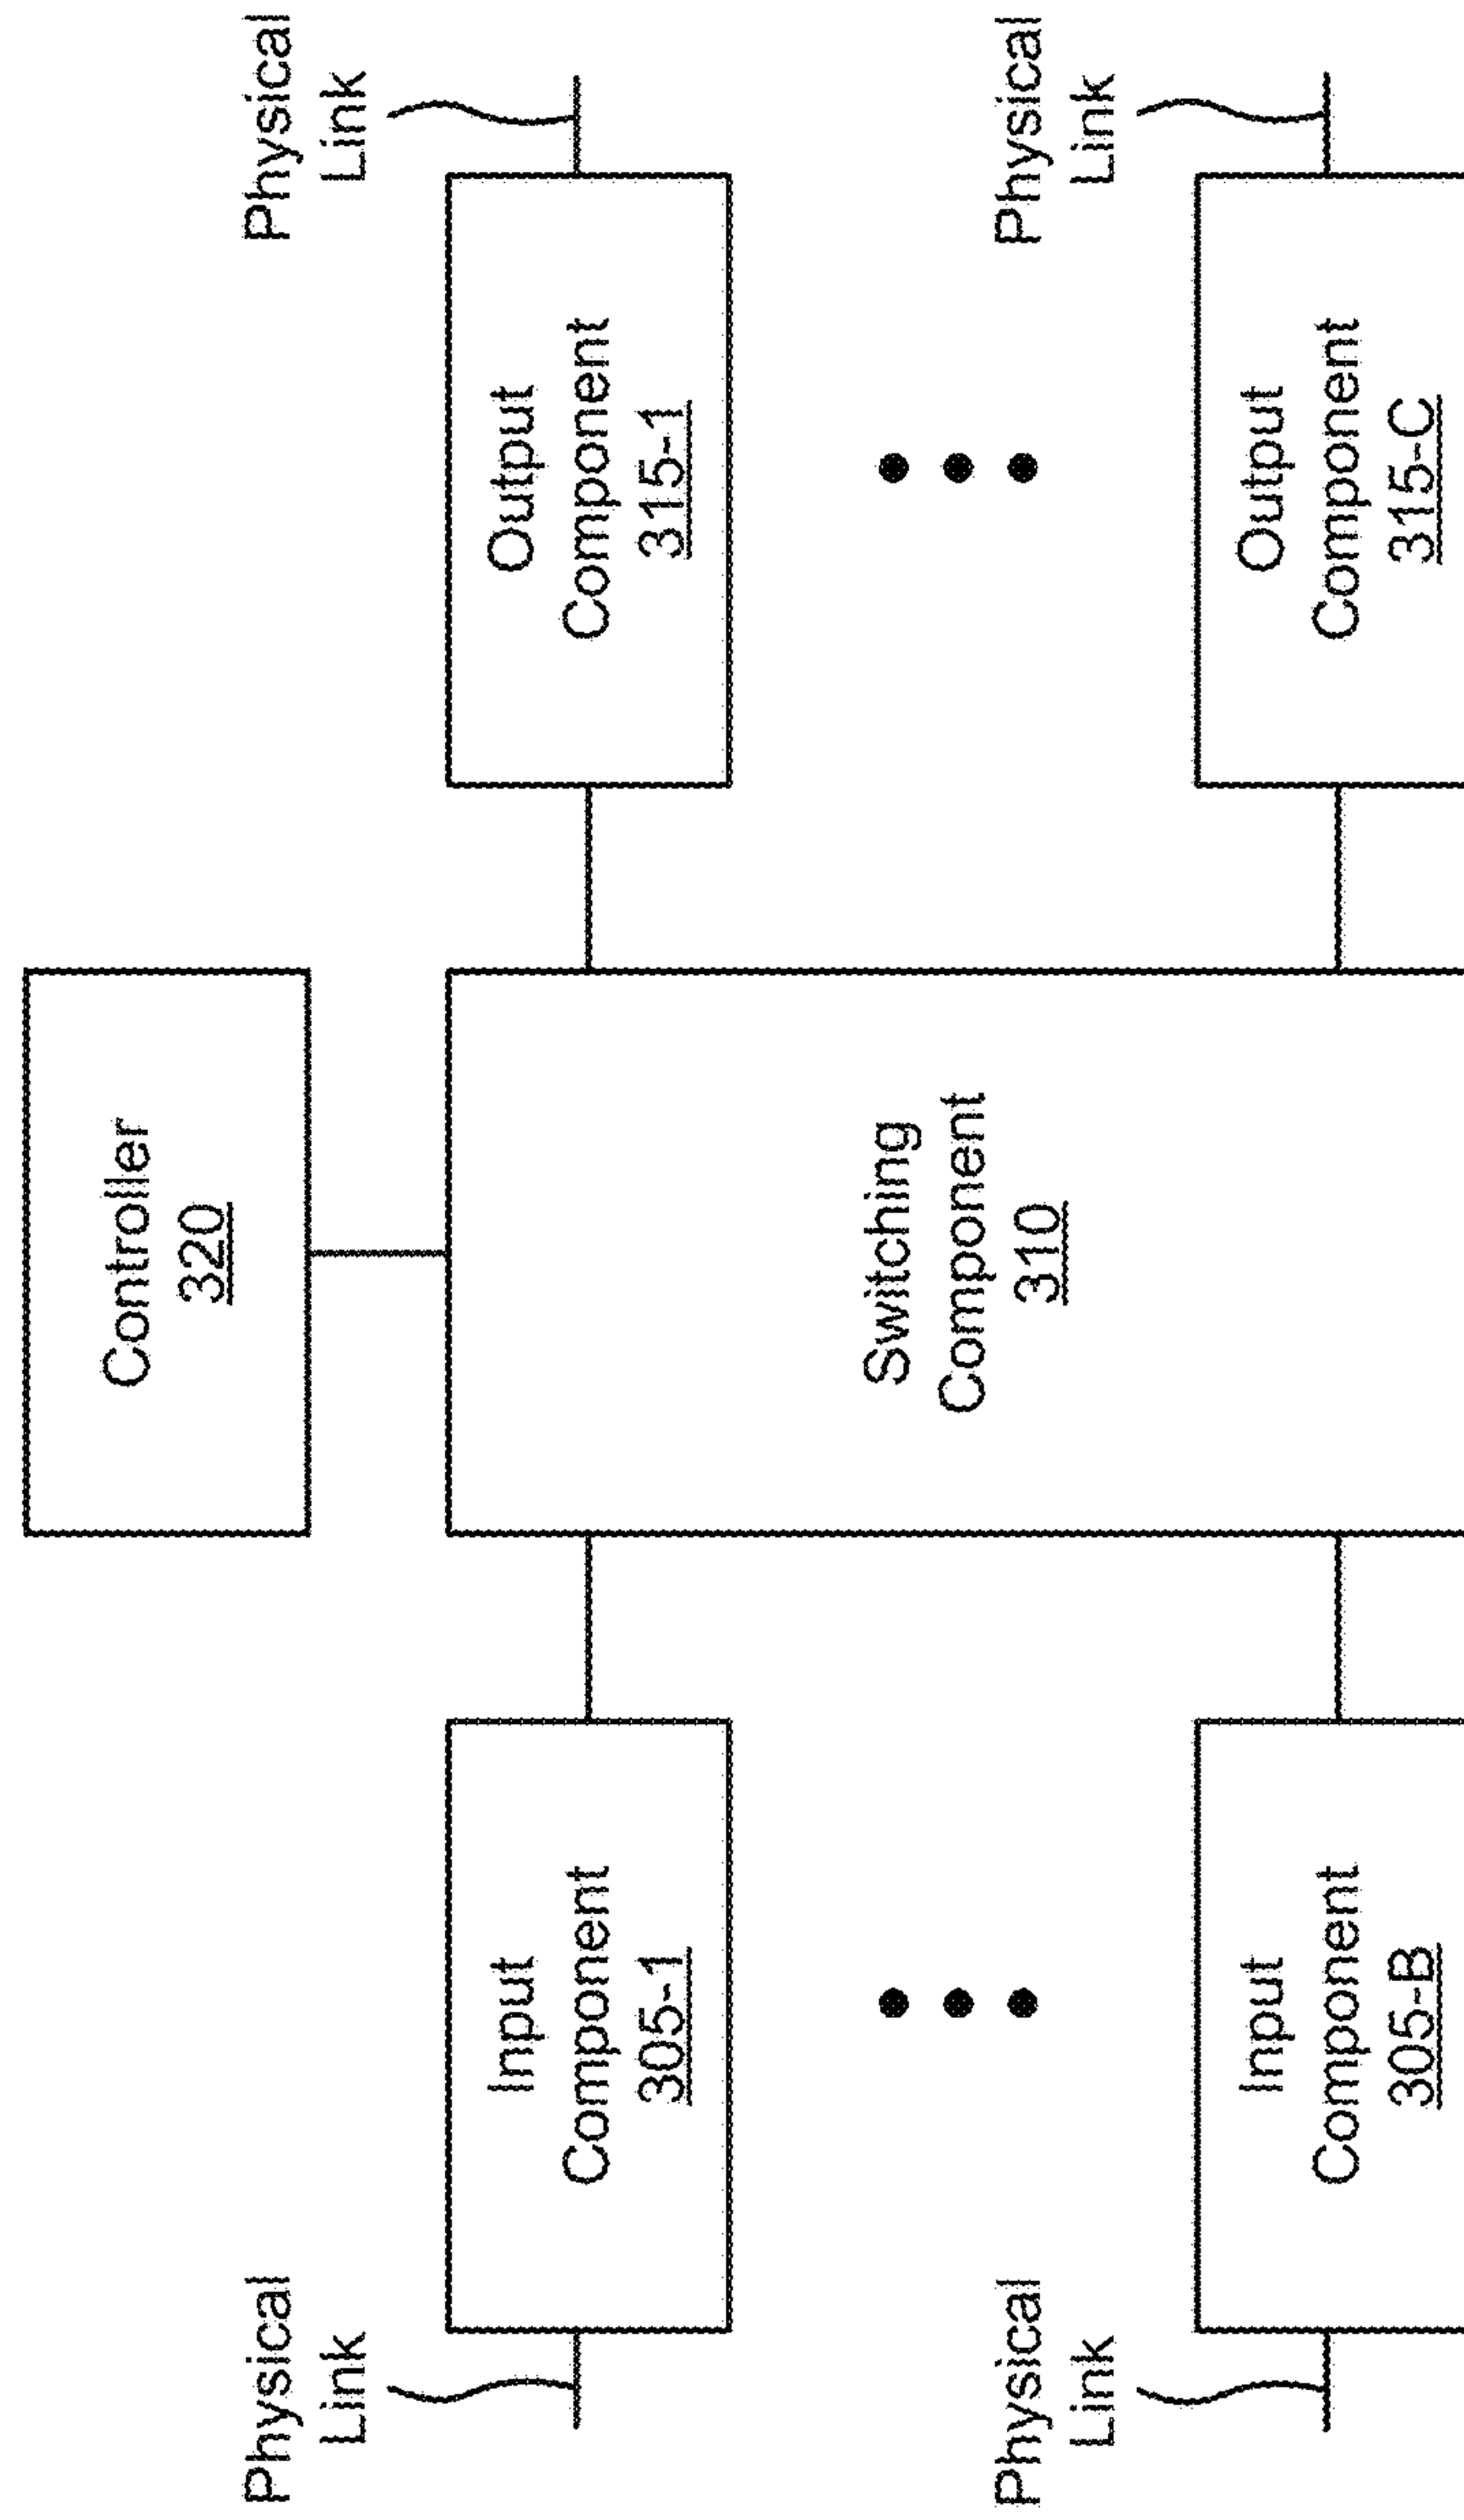 Controller
320
Physical
Link
Input
Component
305-1
Switching
Component
310
Output
Component
315-1
Physical
Link
Physical
Link
Input
Component
305-B
Output
Component
315-C
Physical
Link